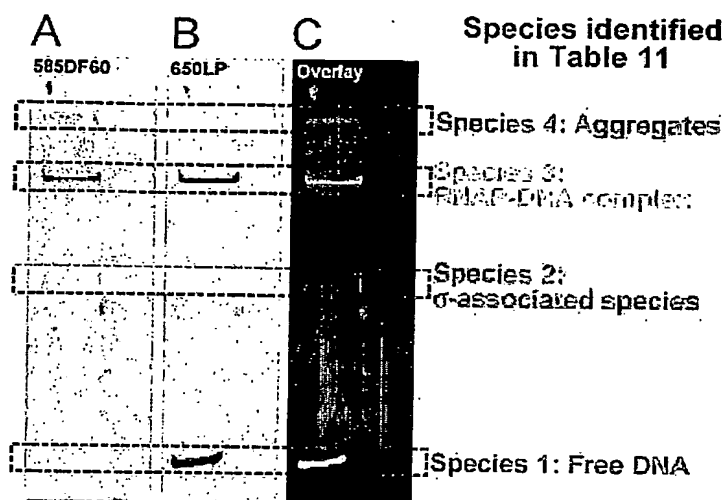 A
B
C
Species identified
in Table 11
585DF60
650LP
Overlay
Species 4: Aggregates
Species 3:
RNAP-DNA complex
Species 2:
σ-associated species
Species 1: Free DNA